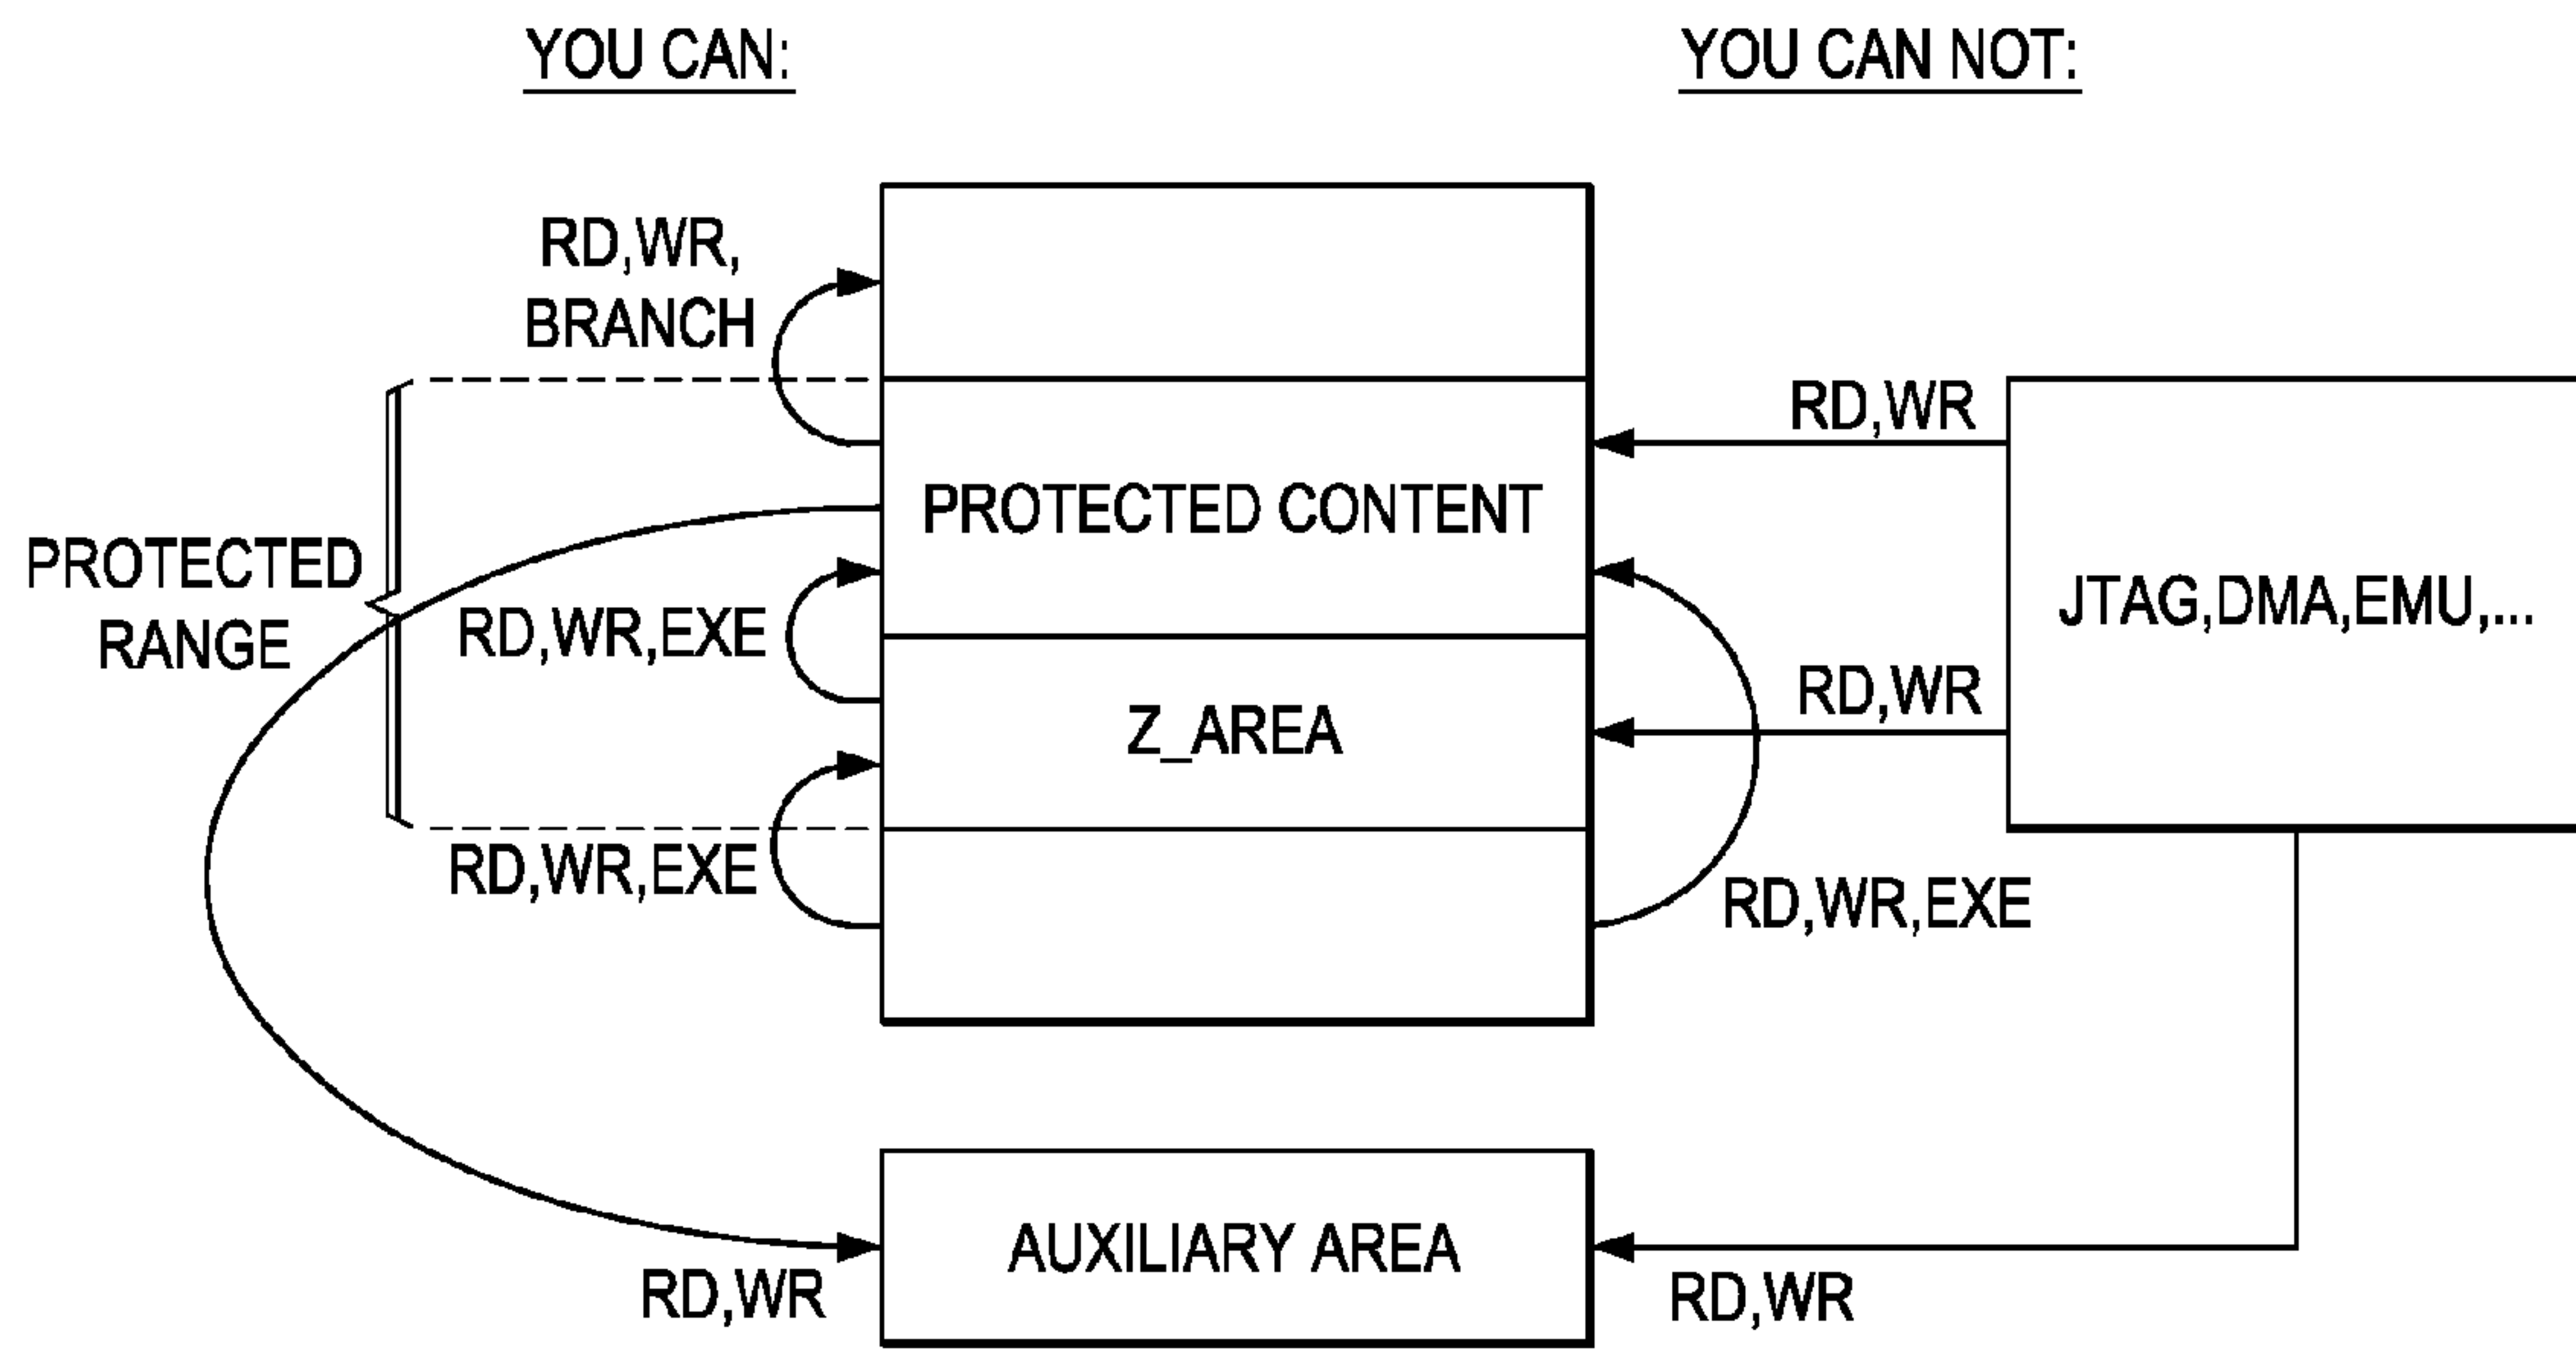 YOU CAN:
YOU CAN NOT:
RD,WR,
BRANCH
RD,WR
PROTECTED CONTENT
PROTECTED
RANGE
RD,WR,EXE
JTAG,DMA,EMU,...
RD,WR
Z_AREA
RD,WR,EXE
RD,WR,EXE
AUXILIARY AREA
RD,WR
RD,WR